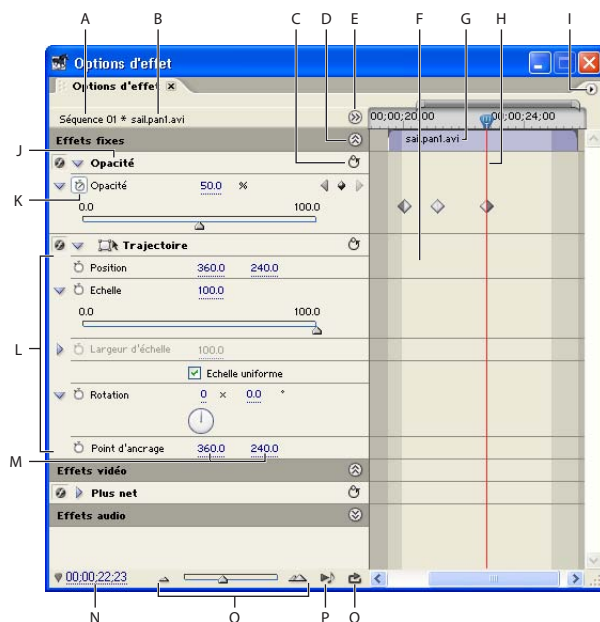 A B C D E F G H I
Options d'effet
Options d'effet ×
Séquence 01 * sail.pan1.avi
00;00;20;00 00;00;24;00
Effets fixes
sail.pan1.avi
J
Opacité
K
Opacité 50.0 %
0.0 100.0
Trajectoire
Position 360.0 240.0
Echelle 100.0
0.0 100.0
L
Largeur d'échelle 100.0
Echelle uniforme
Rotation 0 × 0.0 °
Point d'ancrage 360.0 240.0
M
Effets vidéo
Plus net
Effets audio
00;00;22;23
N O P Q